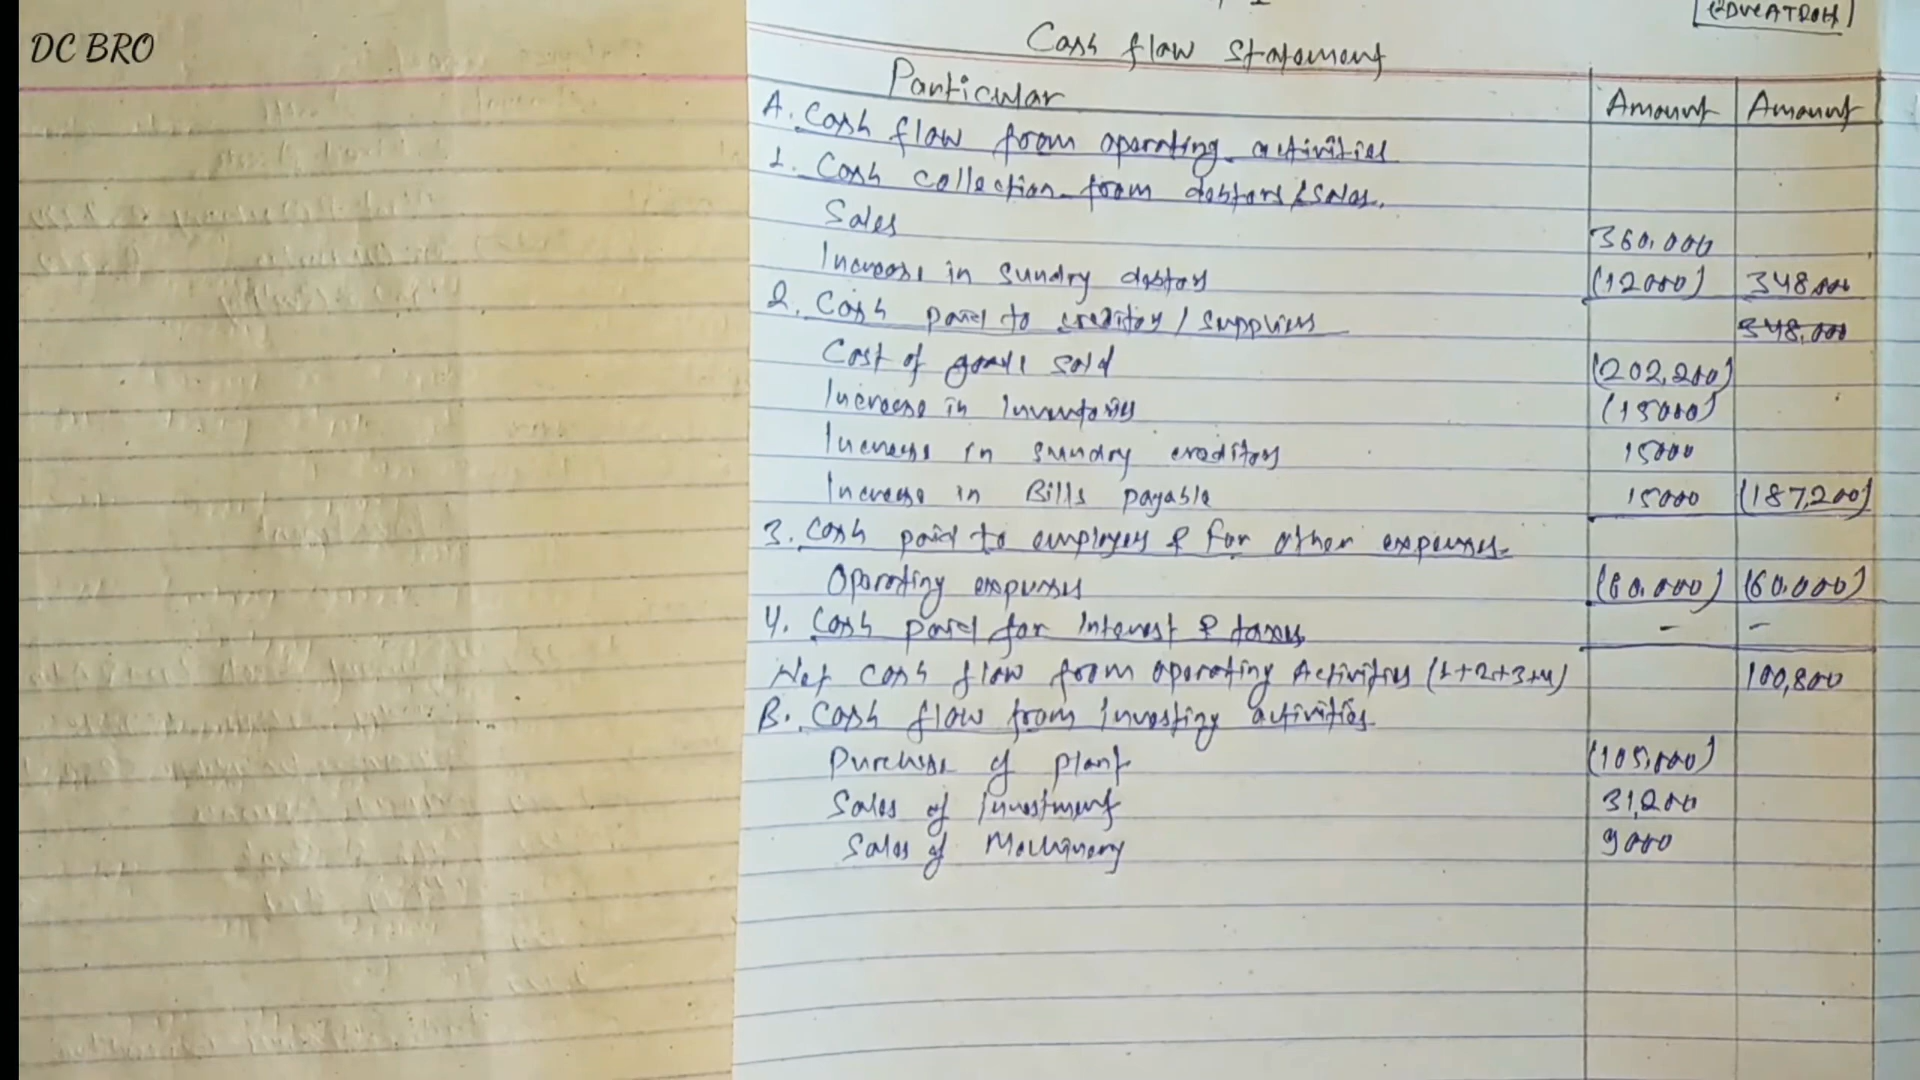 DC BRO
Cash flow statement
Particular Amount Amount
A. Cash flow from operating activities
1. Cash collection from debtors / sales.
Sales 360,000
Increase in sundry debtors (12000) 348,000
2. Cash paid to creditors / suppliers 348,000
Cost of goods sold (202,200)
Increase in Inventories (15000)
Increase in sundry creditors 15000
Increase in Bills payable 15000 (187,200)
3. Cash paid to employees & for other expenses
Operating expenses (60,000) (60,000)
4. Cash paid for interest & taxes - -
Net cash flow from operating Activities (1+2+3+4) 100,800
B. Cash flow from investing activities
Purchase of plant (105,000)
Sales of Investment 31,200
Sales of Machinery 9000